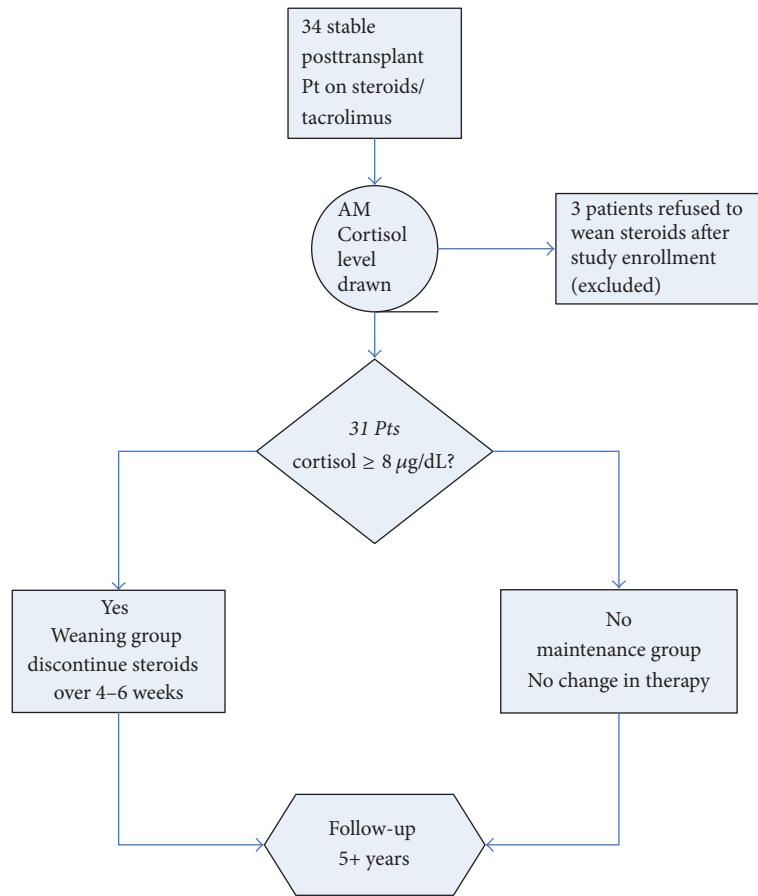 34 stable
posttransplant
Pt on steroids/
tacrolimus
AM
Cortisol
level
drawn
3 patients refused to
wean steroids after
study enrollment
(excluded)
31 Pts
cortisol ≥ 8 μg/dL?
Yes
Weaning group
discontinue steroids
over 4–6 weeks
No
maintenance group
No change in therapy
Follow-up
5+ years